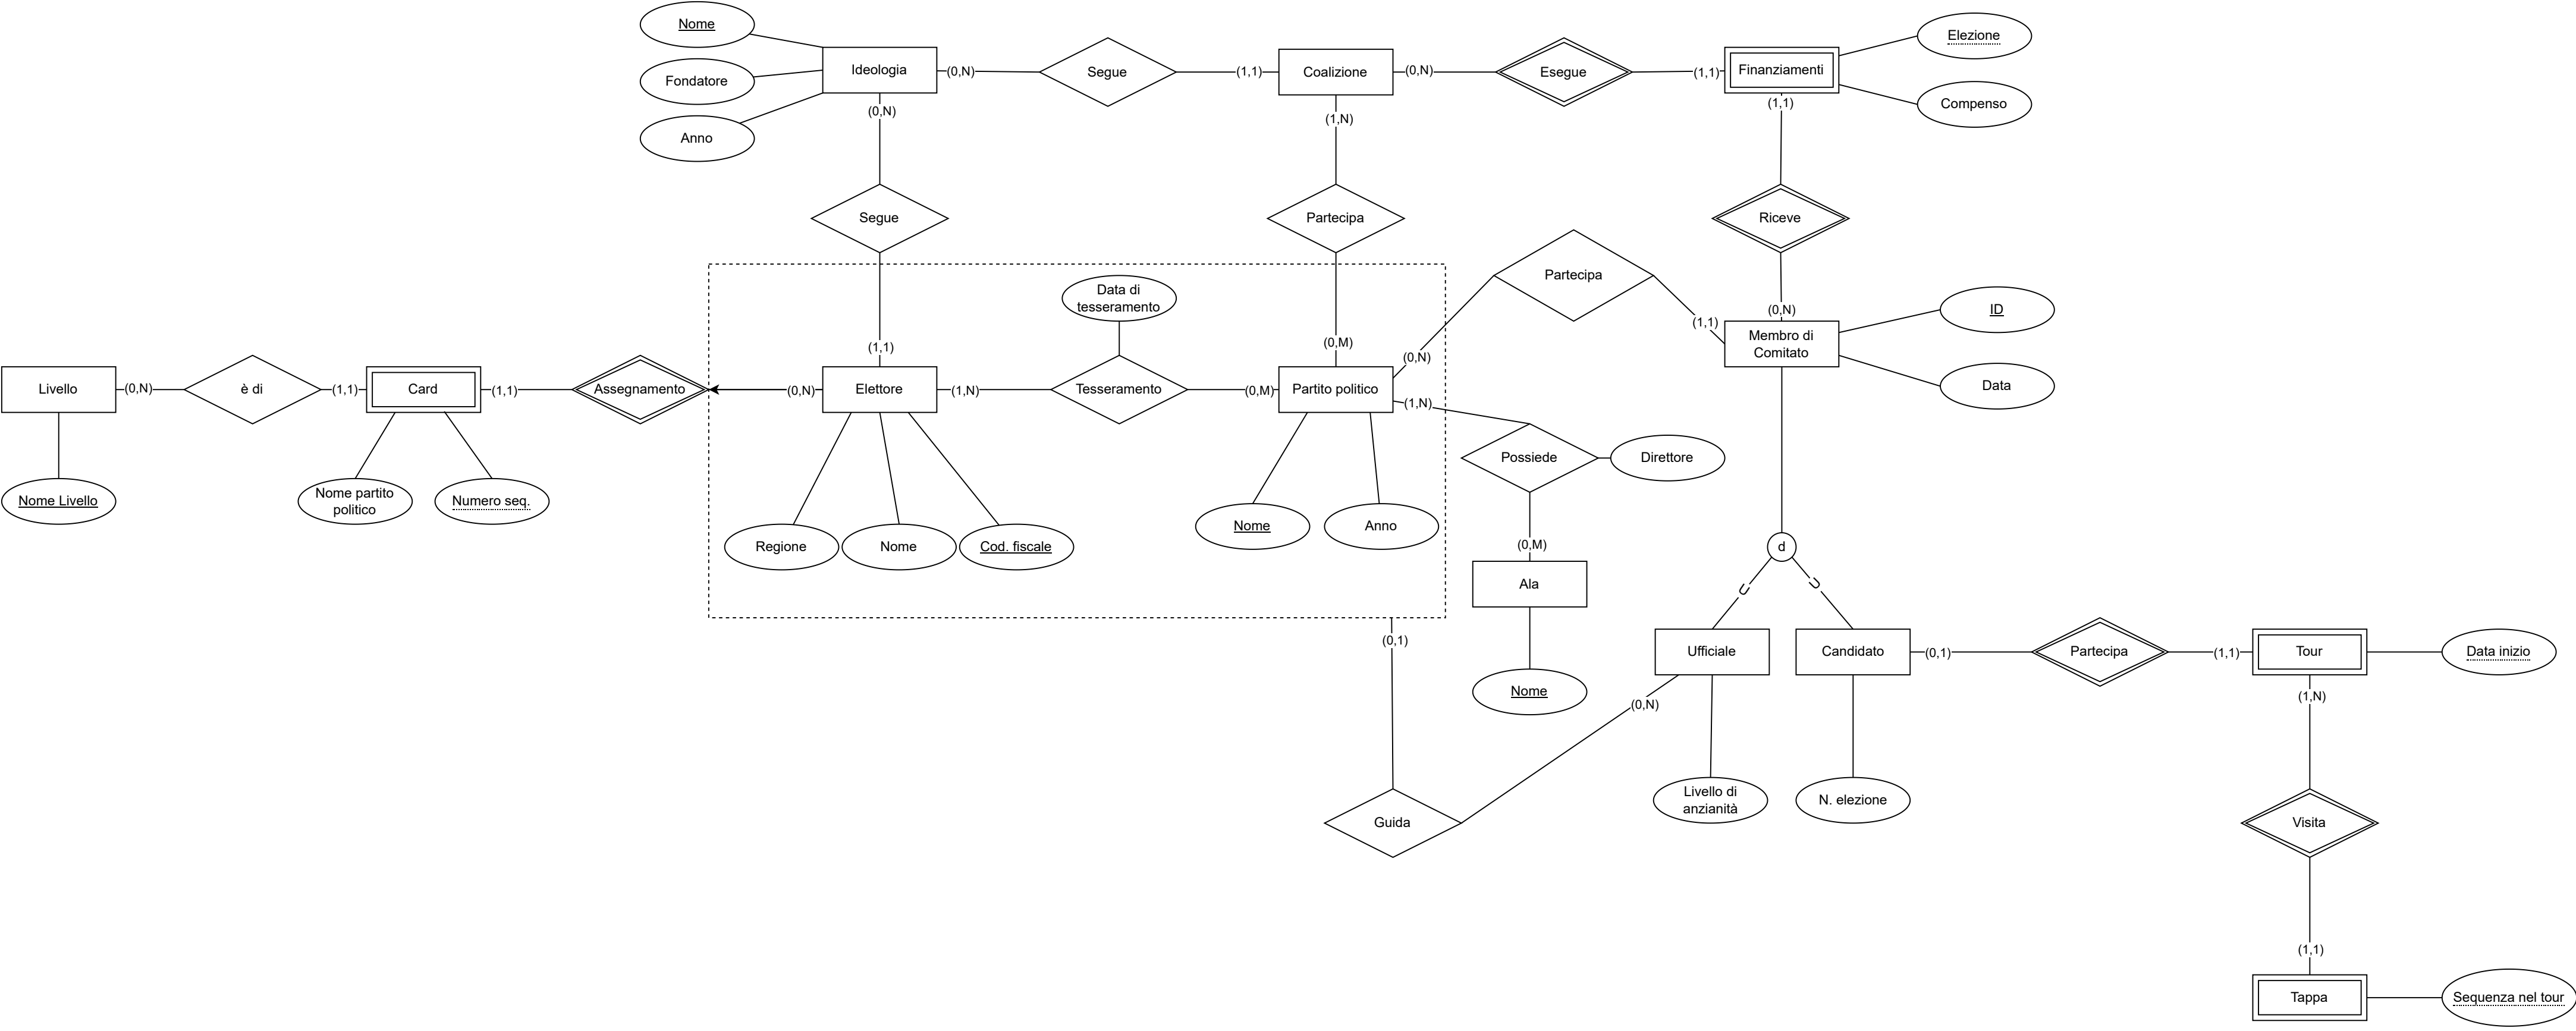 Nome
Fondatore
Anno
Ideologia
(0,N)
Segue
(1,1)
Coalizione
(0,N)
Esegue
(1,1)
Finanziamenti
Elezione
Compenso
(0,N)
(1,N)
(1,1)
Segue
Partecipa
Riceve
Partecipa
Data di
tesseramento
(1,1)
(0,M)
(0,N)
(1,1)
(0,N)
Membro di
Comitato
ID
Data
Livello
(0,N)
è di
(1,1)
Card
(1,1)
Assegnamento
(0,N)
Elettore
(1,N)
Tesseramento
(0,M)
Partito politico
(1,N)
Possiede
Direttore
Nome Livello
Nome partito
politico
Numero seq.
Regione
Nome
Cod. fiscale
Nome
Anno
(0,M)
Ala
Nome
d
(0,1)
Ufficiale
Candidato
(0,1)
Partecipa
(1,1)
Tour
Data inizio
(0,N)
(1,N)
Livello di
anzianità
N. elezione
Guida
Visita
(1,1)
Tappa
Sequenza nel tour